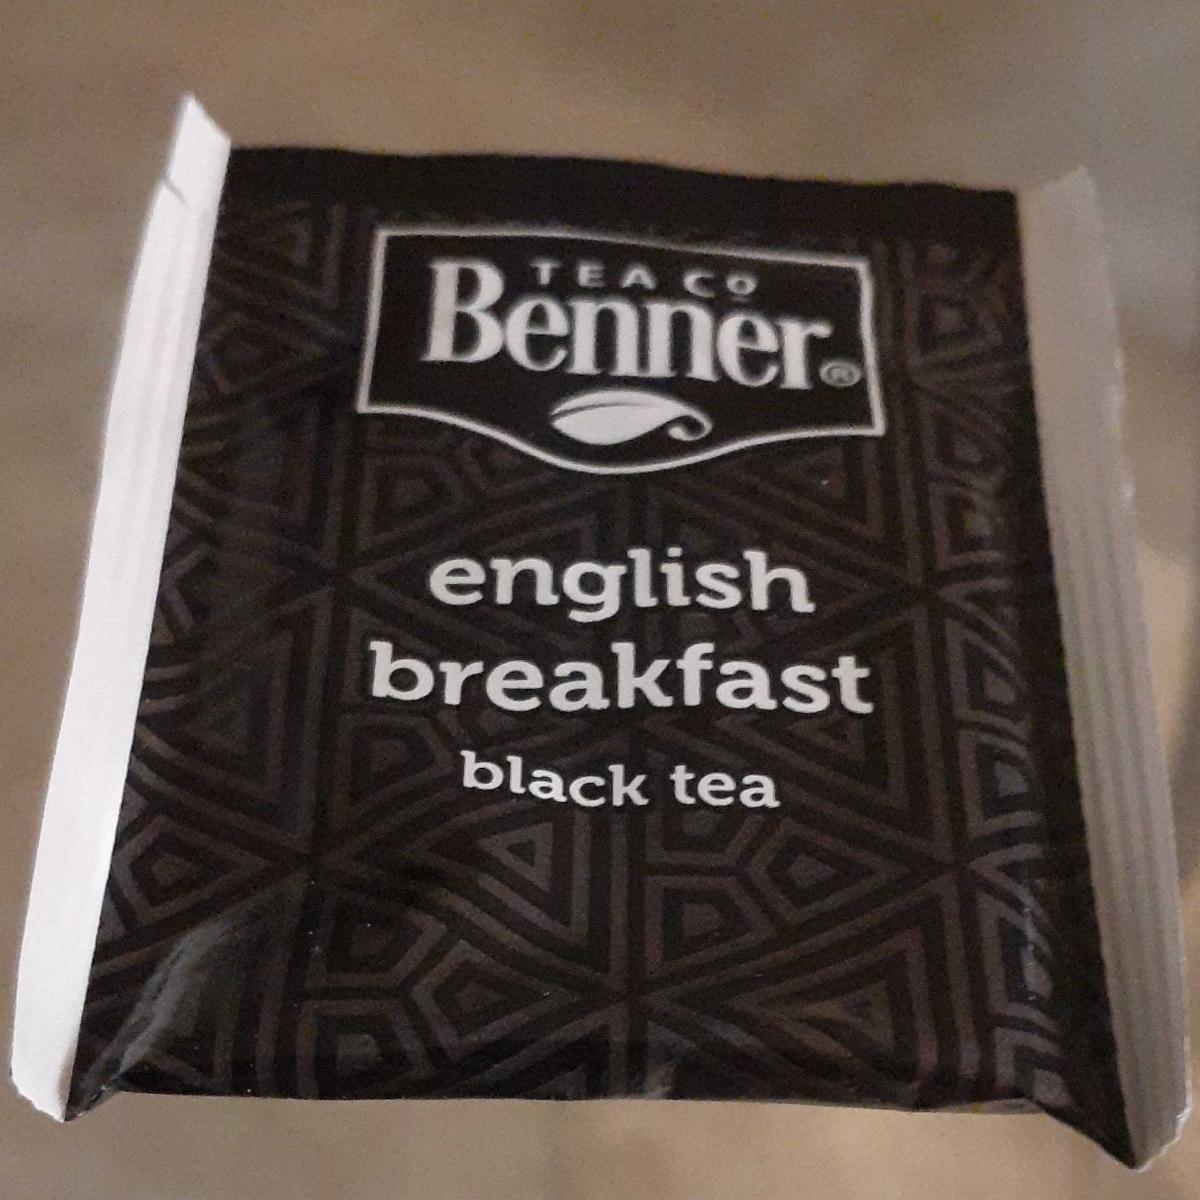 TEA Co
Benner®
english
breakfast
black tea